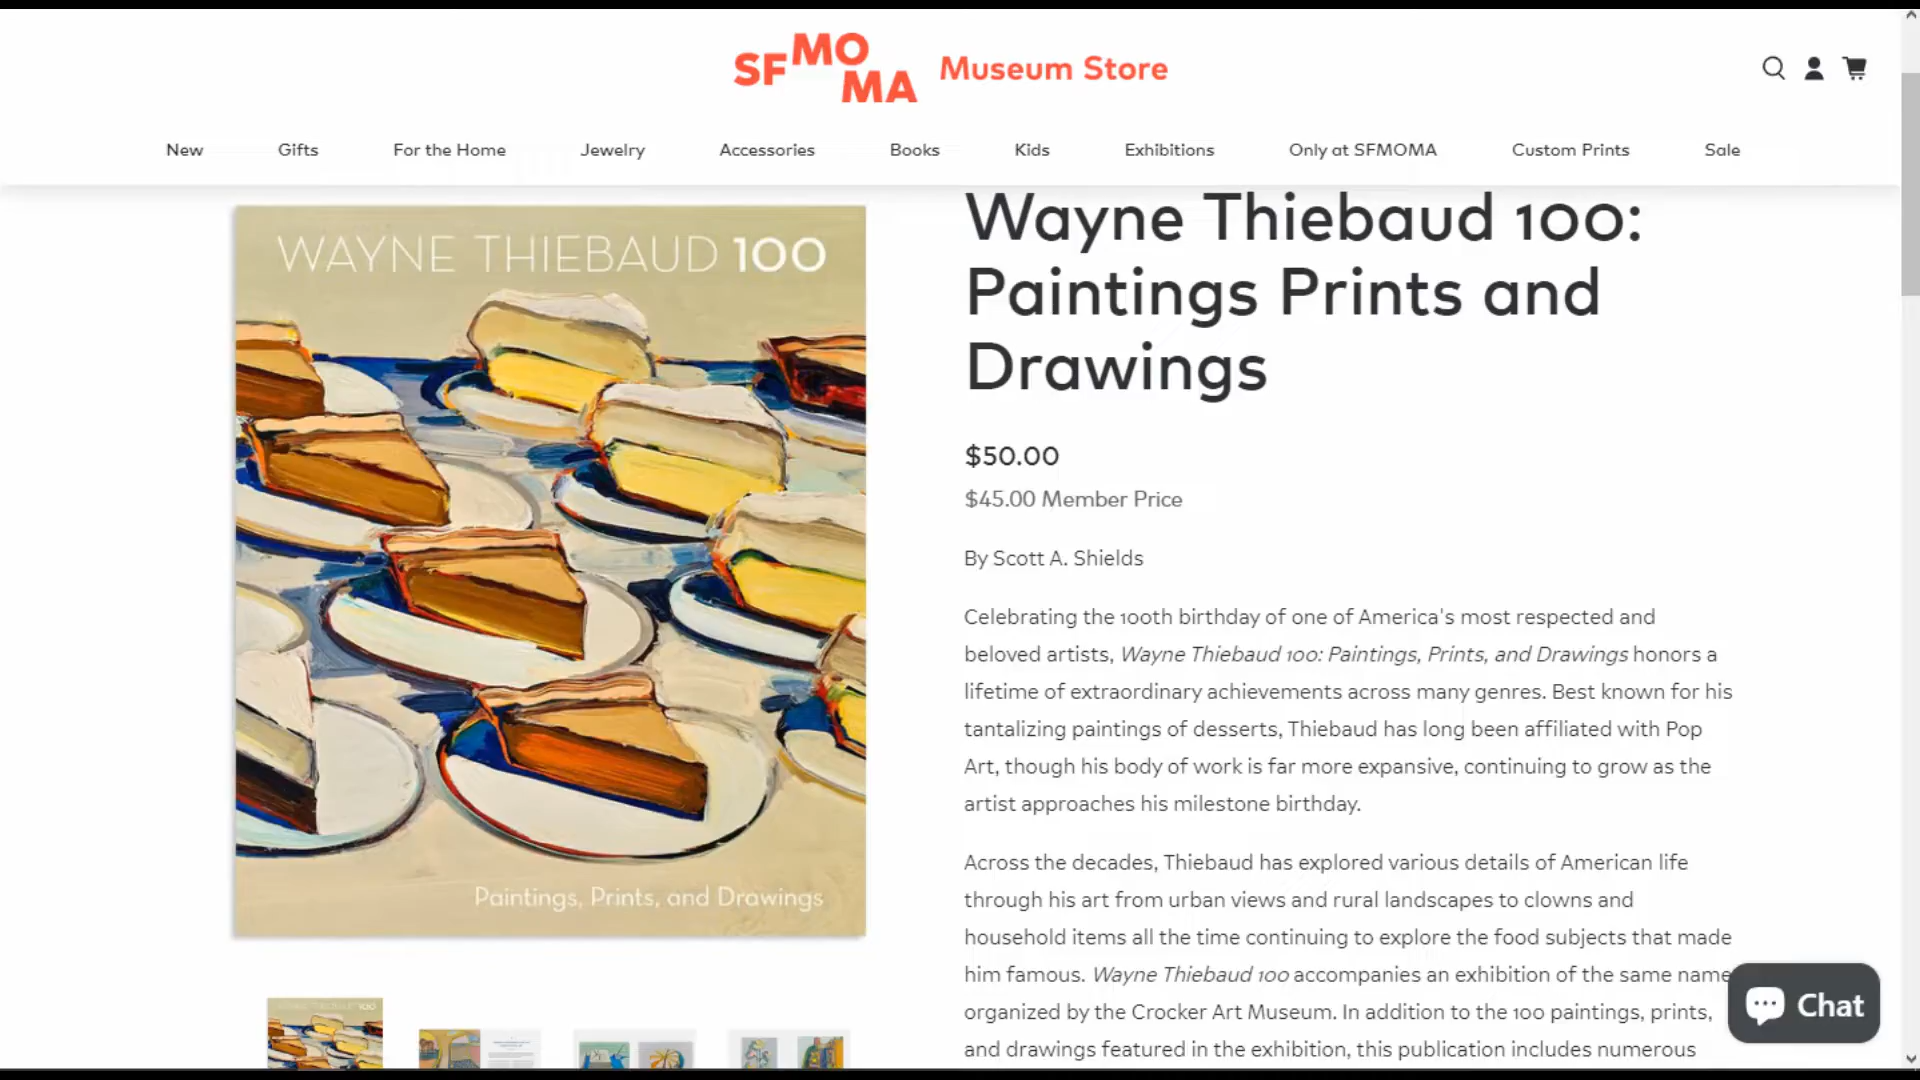 SFMOMA Museum Store
New Gifts For the Home Jewelry Accessories Books Kids Exhibitions Only at SFMOMA Custom Prints Sale
WAYNE THIEBAUD 100
Paintings, Prints, and Drawings
Wayne Thiebaud 100:
Paintings Prints and
Drawings
$50.00
$45.00 Member Price
By Scott A. Shields
Celebrating the 100th birthday of one of America's most respected and
beloved artists, Wayne Thiebaud 100: Paintings, Prints, and Drawings honors a
lifetime of extraordinary achievements across many genres. Best known for his
tantalizing paintings of desserts, Thiebaud has long been affiliated with Pop
Art, though his body of work is far more expansive, continuing to grow as the
artist approaches his milestone birthday.
Across the decades, Thiebaud has explored various details of American life
through his art from urban views and rural landscapes to clowns and
household items all the time continuing to explore the food subjects that made
him famous. Wayne Thiebaud 100 accompanies an exhibition of the same name
organized by the Crocker Art Museum. In addition to the 100 paintings, prints,
and drawings featured in the exhibition, this publication includes numerous
Chat